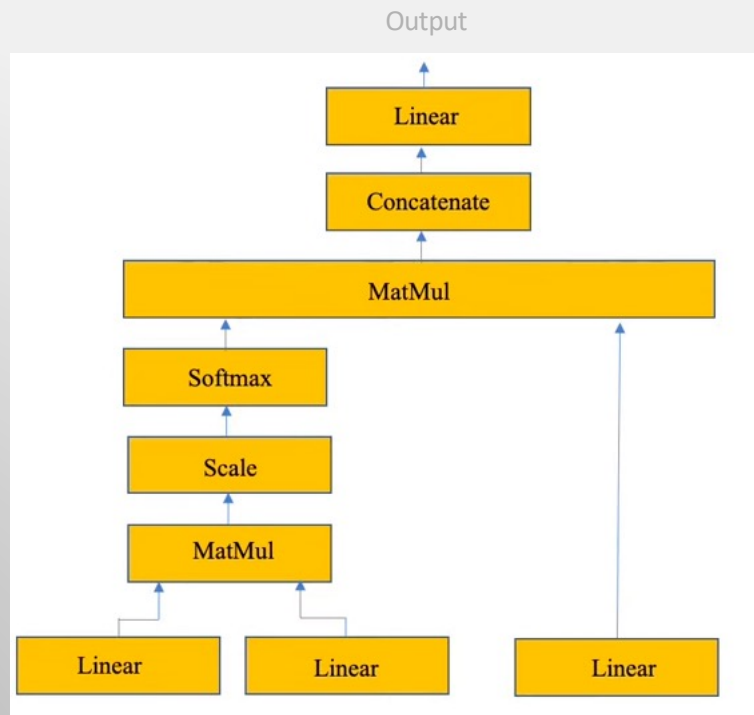 Output
Linear
Concatenate
MatMul
Softmax
Scale
MatMul
Linear
Linear
Linear